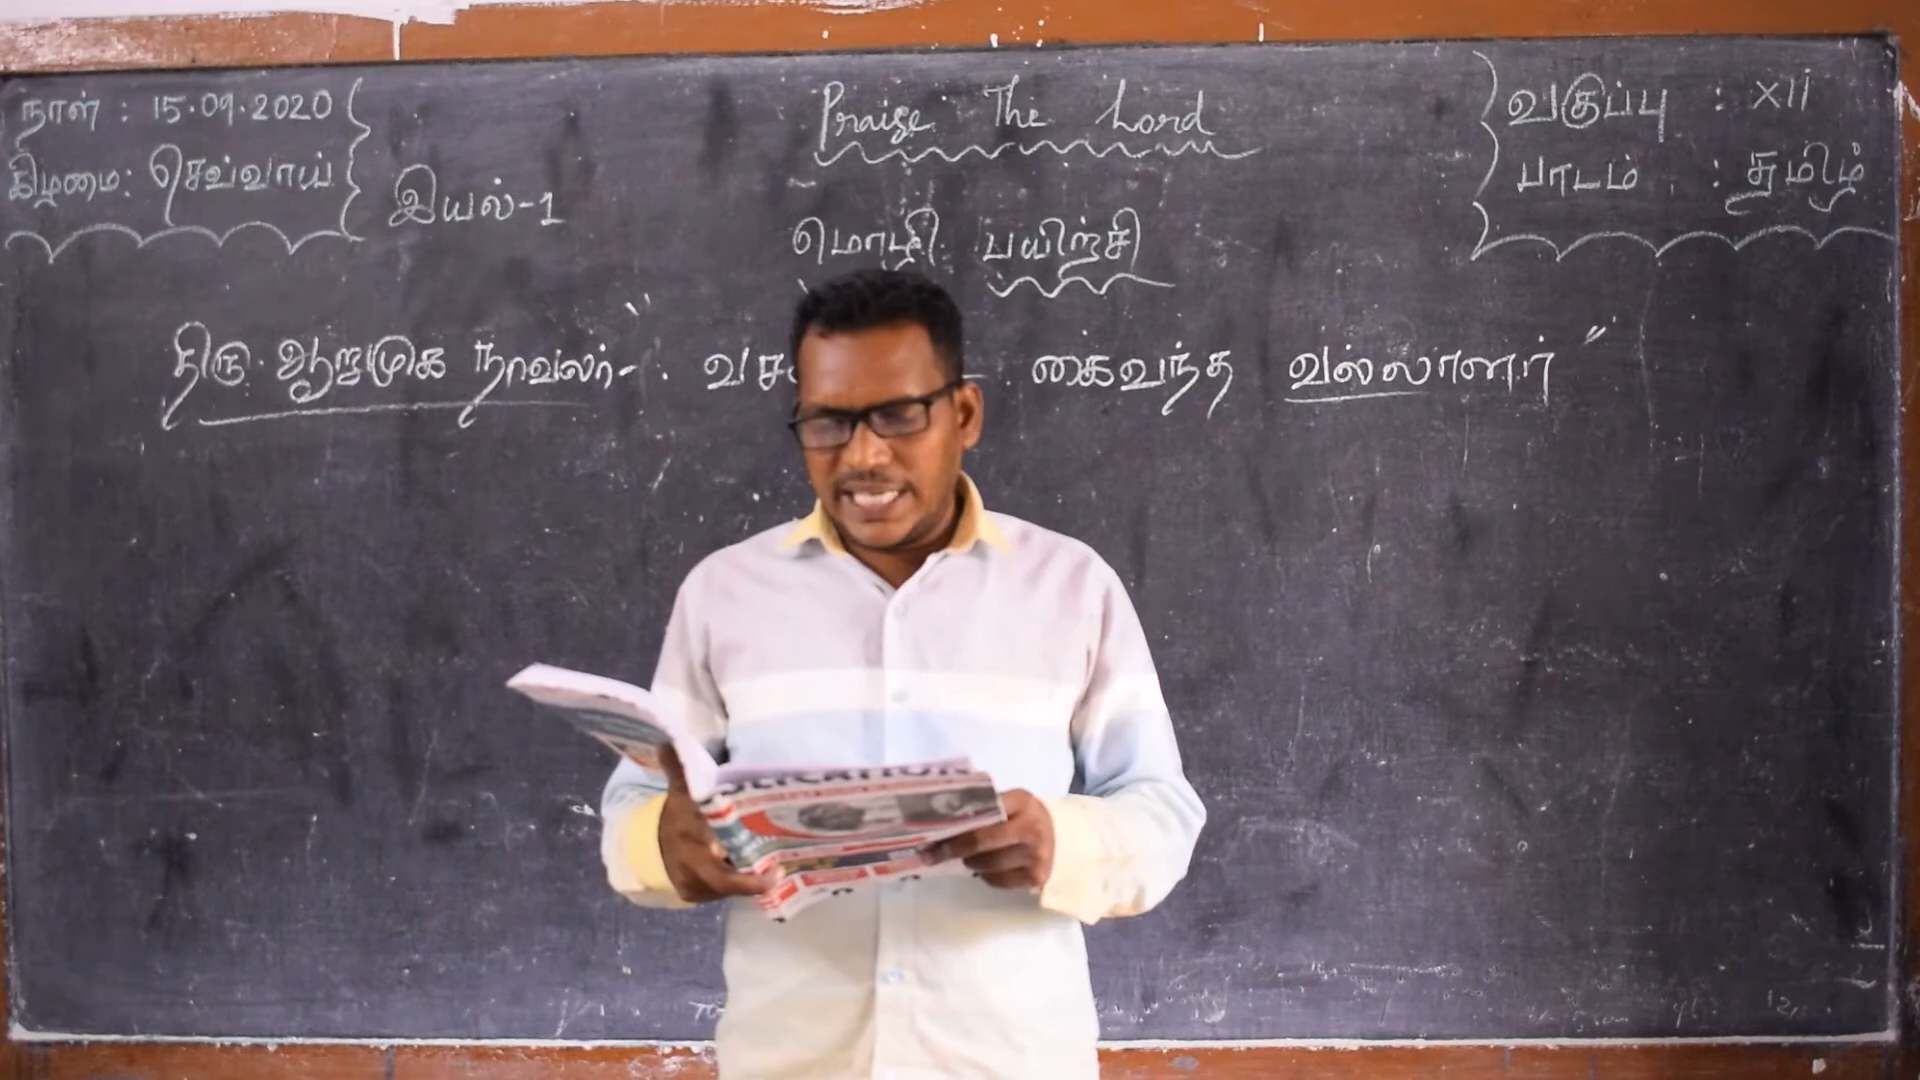 நாள் : 15.09.2020
கிழமை: செவ்வாய்
இயல்-1
Praise The Lord
வகுப்பு : XII
பாடம் : தமிழ்
மொழி பயிற்சி
திரு. ஆறுமுக நாவலர் - " வச கைவந்த வல்லாளர் "